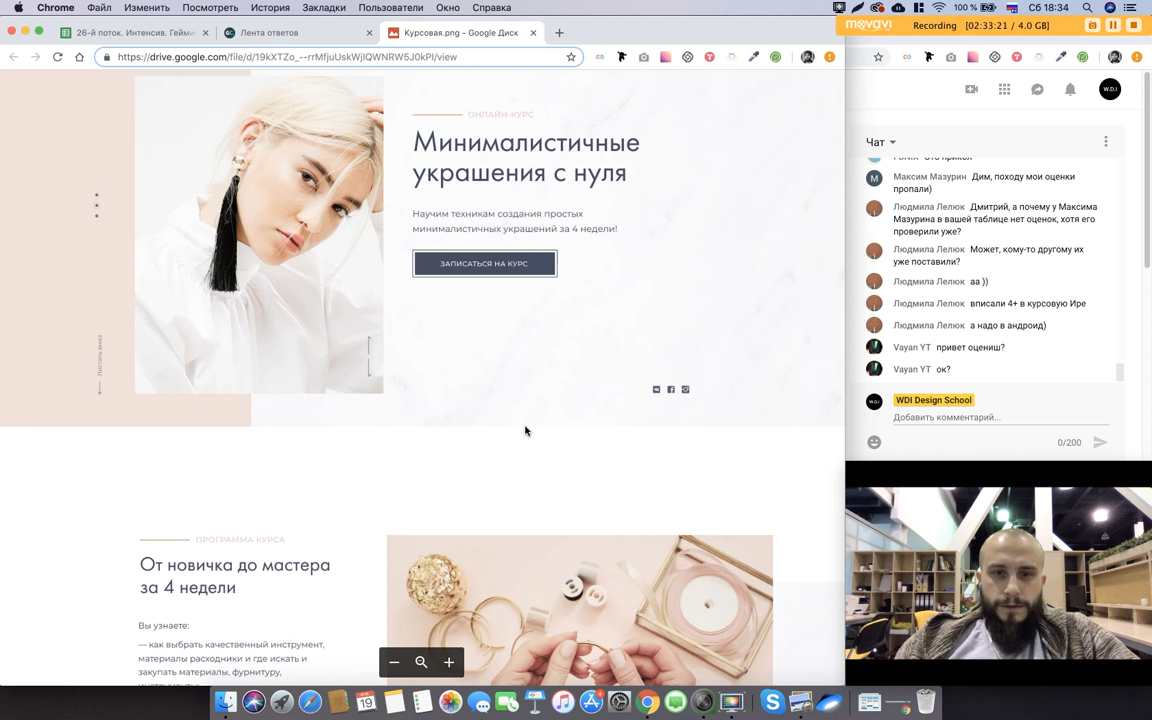 Chrome Файл Изменить Посмотреть История Закладки Пользователи Окно Справка
100 % Сб 18:34
movavi Recording [02:33:21 / 4.0 GB]
26-й поток. Интенсив. Гейми
Лента ответов
Курсовая.png - Google Диск
https://drive.google.com/file/d/19kXTZo_--rrMfjuUskWjIQWNRW5J0kPI/view
W.D.I
ОНЛАЙН-КУРС
Минималистичные
украшения с нуля
Научим техникам создания простых
минималистичных украшений за 4 недели!
ЗАПИСАТЬСЯ НА КУРС
Листать вниз
ПРОГРАММА КУРСА
От новичка до мастера
за 4 недели
Вы узнаете:
— как выбрать качественный инструмент,
материалы расходники и где искать и
закупать материалы, фурнитуру,
Чат
Максим Мазурин Дим, походу мои оценки
пропали)
Людмила Лелюк Дмитрий, а почему у Максима
Мазурина в вашей таблице нет оценок, хотя его
проверили уже?
Людмила Лелюк Может, кому-то другому их
уже поставили?
Людмила Лелюк аа ))
Людмила Лелюк вписали 4+ в курсовую Ире
Людмила Лелюк а надо в андроид)
Vayan YT привет оцениш?
Vayan YT ок?
WDI Design School
Добавить комментарий...
0/200